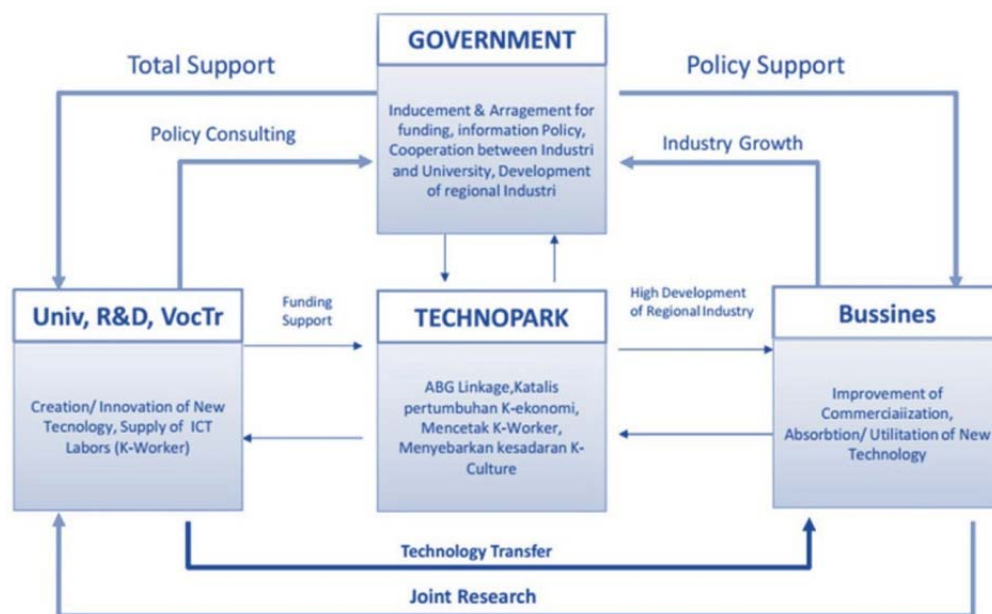 GOVERNMENT
Total Support
Policy Support
Inducement & Arragement for
funding, information Policy,
Cooperation between Industri
and University, Development
of regional Industri
Policy Consulting
Industry Growth
Univ, R&D, VocTr
Creation/ Innovation of New
Tecnology, Supply of ICT
Labors (K-Worker)
Funding
Support
TECHNOPARK
ABG Linkage,Katalis
pertumbuhan K-ekonomi,
Mencetak K-Worker,
Menyebarkan kesadaran K-
Culture
High Development
of Regional Industry
Bussines
Improvement of
Commerciaiization,
Absorbtion/ Utilitation of New
Technology
Technology Transfer
Joint Research